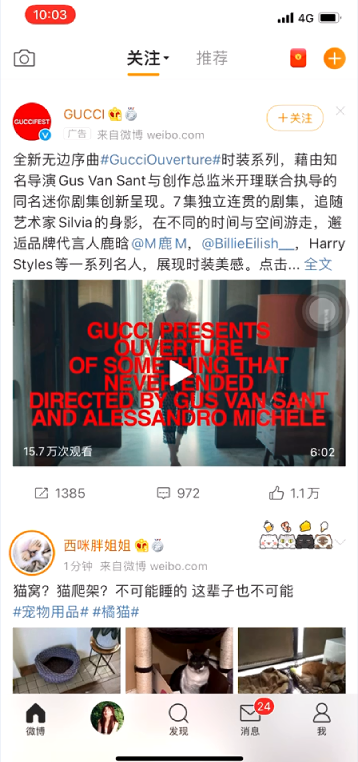 10:03
4G
关注
推荐
GUCCIFEST
GUCCI
广告 来自微博 weibo.com
+关注
全新无边序曲#GucciOuverture#时装系列，藉由知
名导演Gus Van Sant与创作总监米开理联合执导的
同名迷你剧集创新呈现。7集独立连贯的剧集，追随
艺术家Silvia的身影，在不同的时间与空间游走，邂
逅品牌代言人鹿晗@M鹿M，@BillieEilish__，Harry
Styles等一系列名人，展现时装美感。点击... 全文
GUCCI PRESENTS
OUVERTURE
OF SOMETHING THAT
NEVER ENDED
DIRECTED BY GUS VAN SANT
AND ALESSANDRO MICHELE
15.7万次观看
6:02
1385
972
1.1万
西咪胖姐姐
1分钟 来自微博 weibo.com
猫窝？猫爬架？不可能睡的 这辈子也不可能
#宠物用品# #橘猫#
微博
发现
24
消息
我